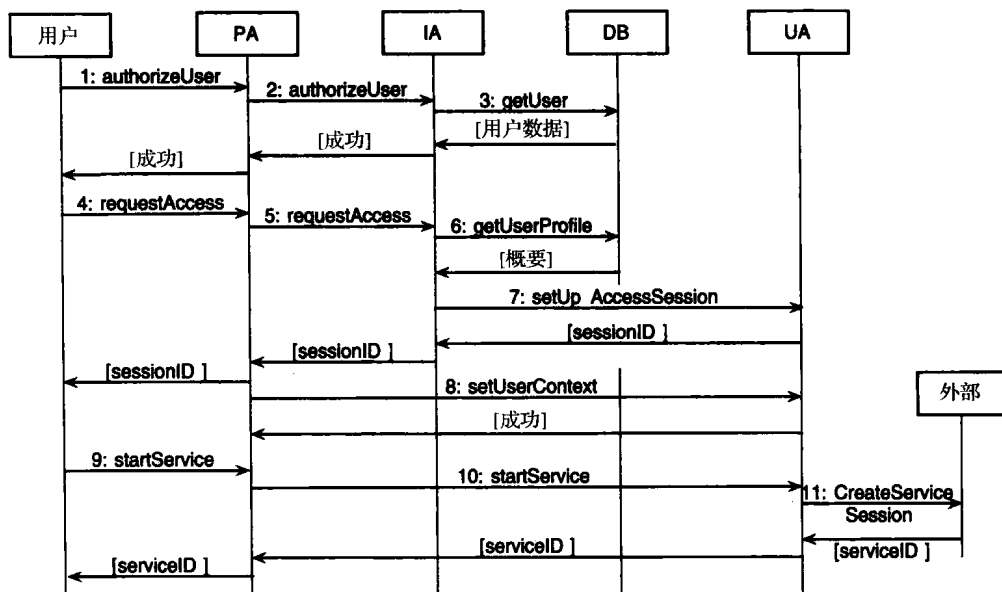 用户
PA
IA
DB
UA
1: authorizeUser
2: authorizeUser
3: getUser
[用户数据]
[成功]
[成功]
4: requestAccess
5: requestAccess
6: getUserProfile
[概要]
7: setUp AccessSession
[sessionID ]
[sessionID ]
[sessionID ]
8: setUserContext
外部
[成功]
9: startService
10: startService
11: CreateService
Session
[serviceID ]
[serviceID ]
[serviceID ]